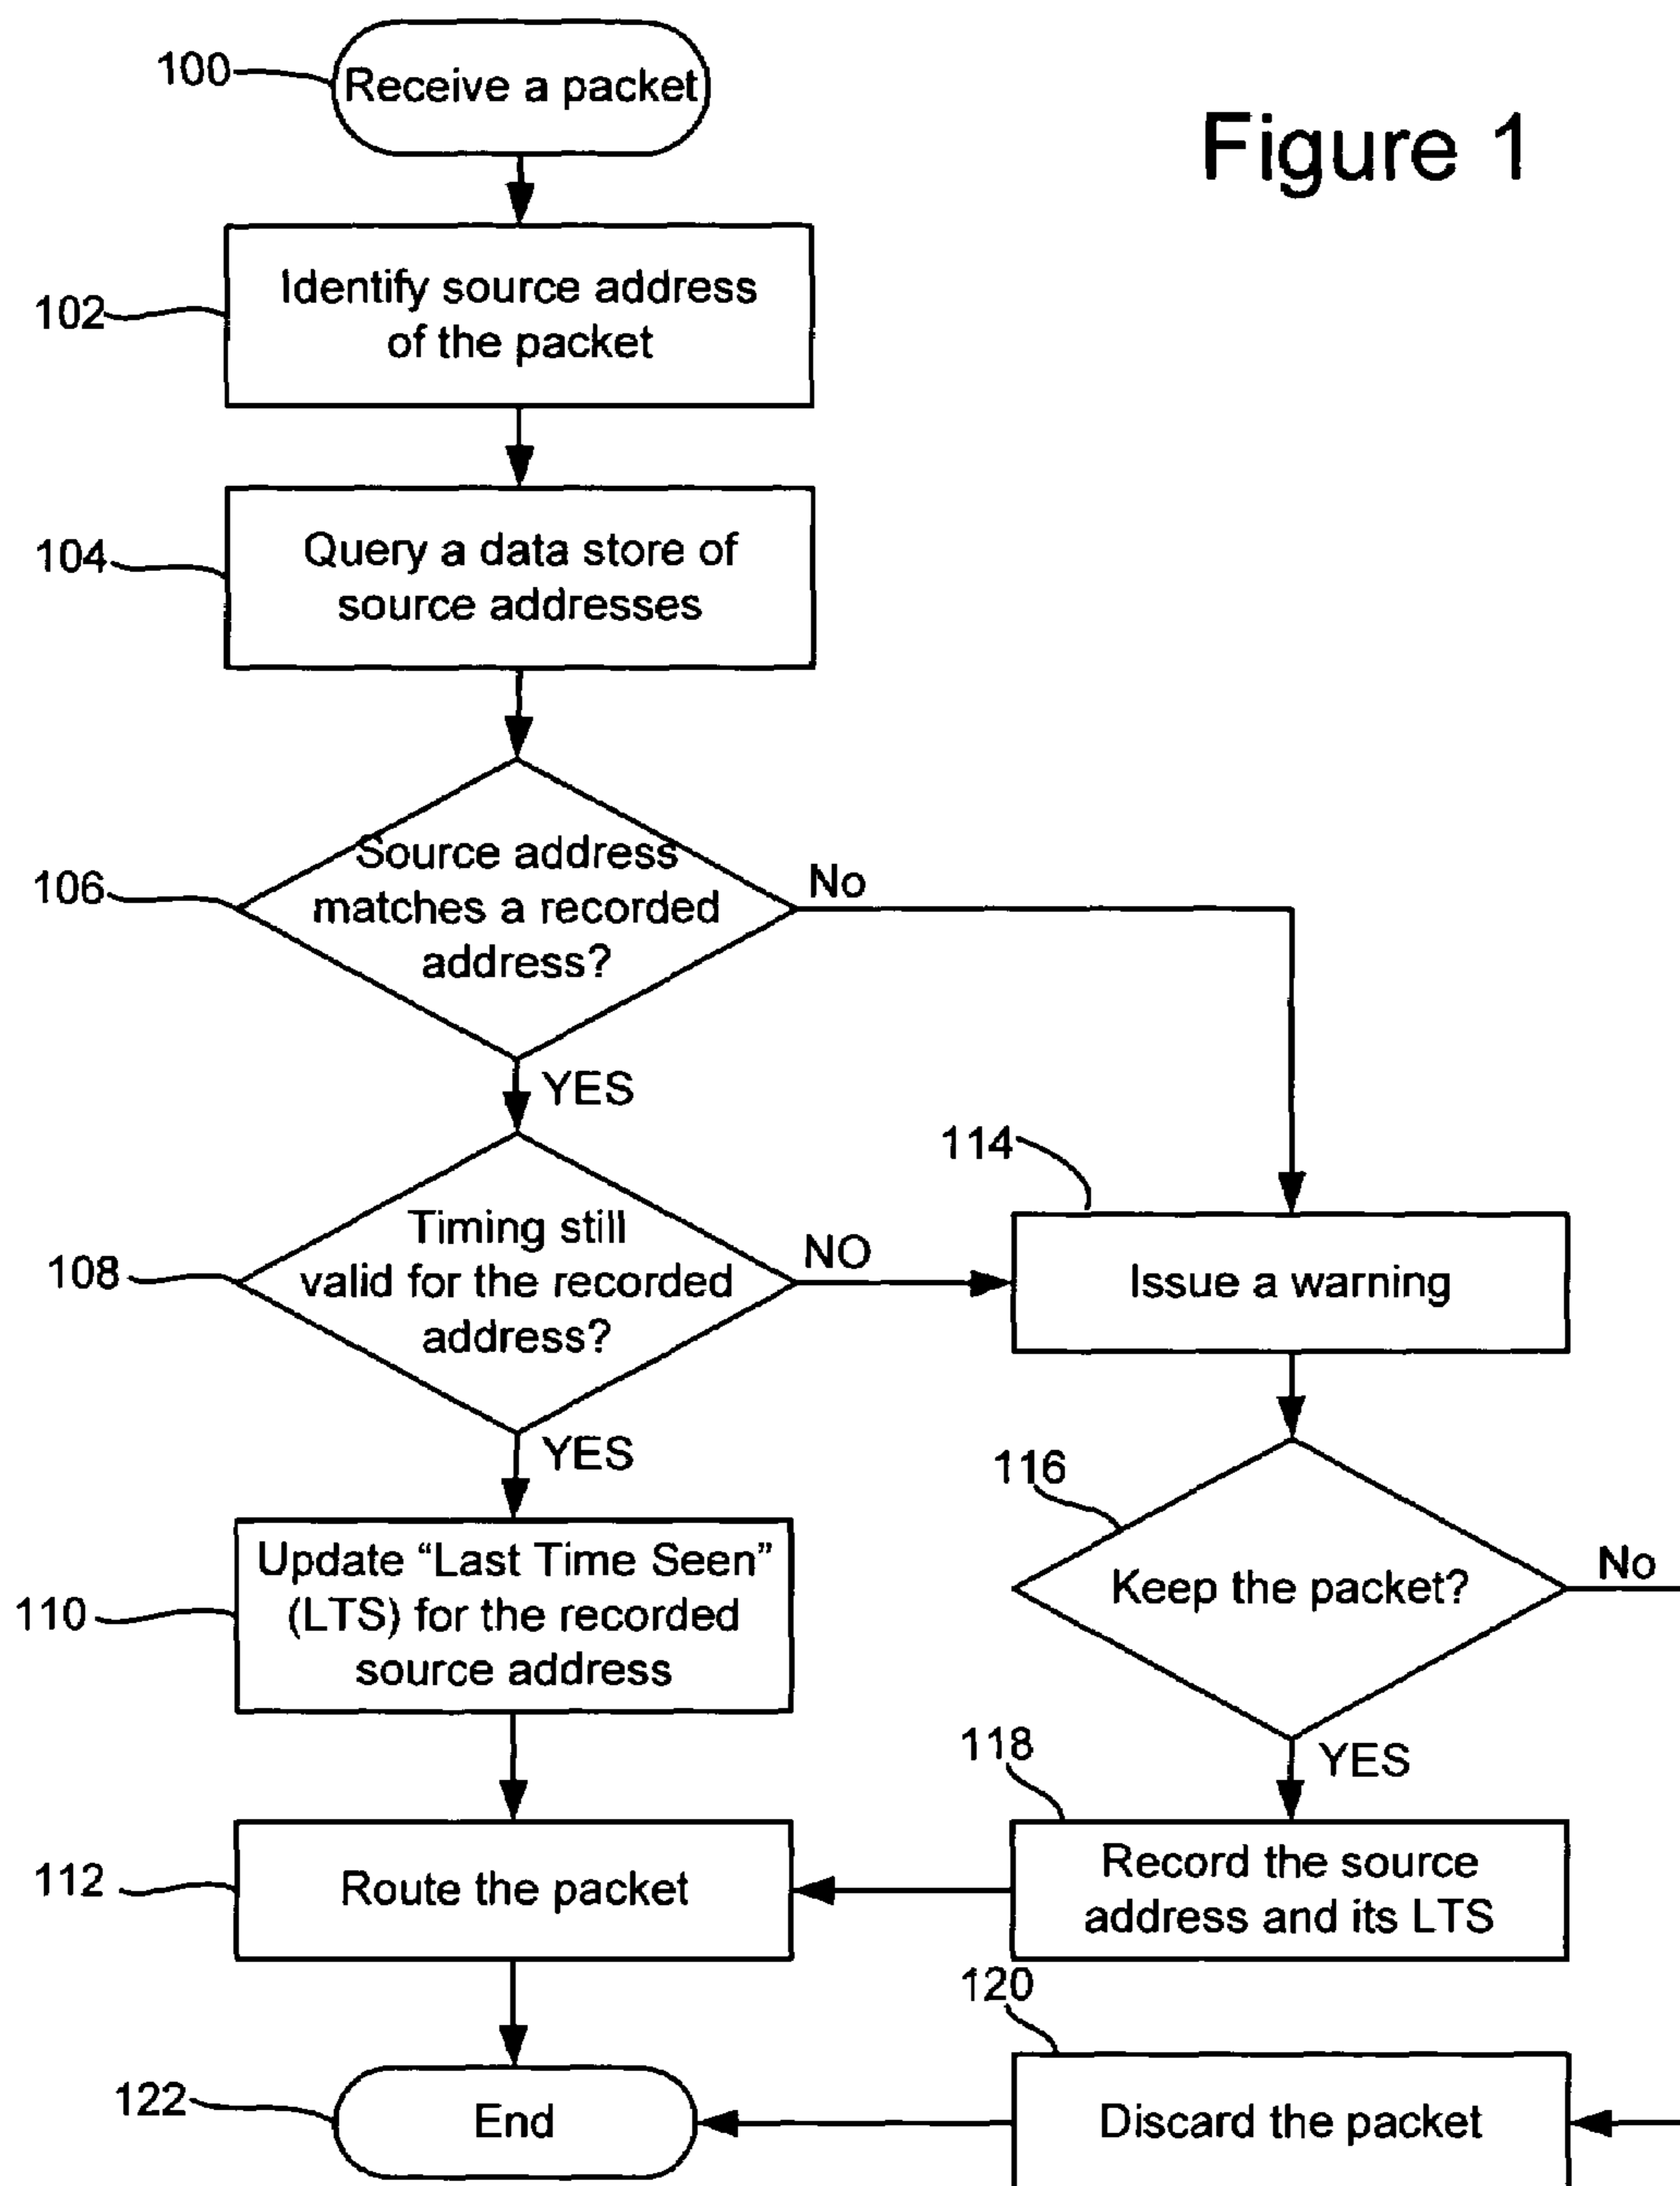 Figure 1
100
Receive a packet
102
Identify source address
of the packet
104
Query a data store of
source addresses
106
Source address
matches a recorded
address?
No
YES
108
Timing still
valid for the recorded
address?
NO
YES
114
Issue a warning
116
Keep the packet?
No
YES
110
Update “Last Time Seen”
(LTS) for the recorded
source address
118
Record the source
address and its LTS
112
Route the packet
120
Discard the packet
122
End